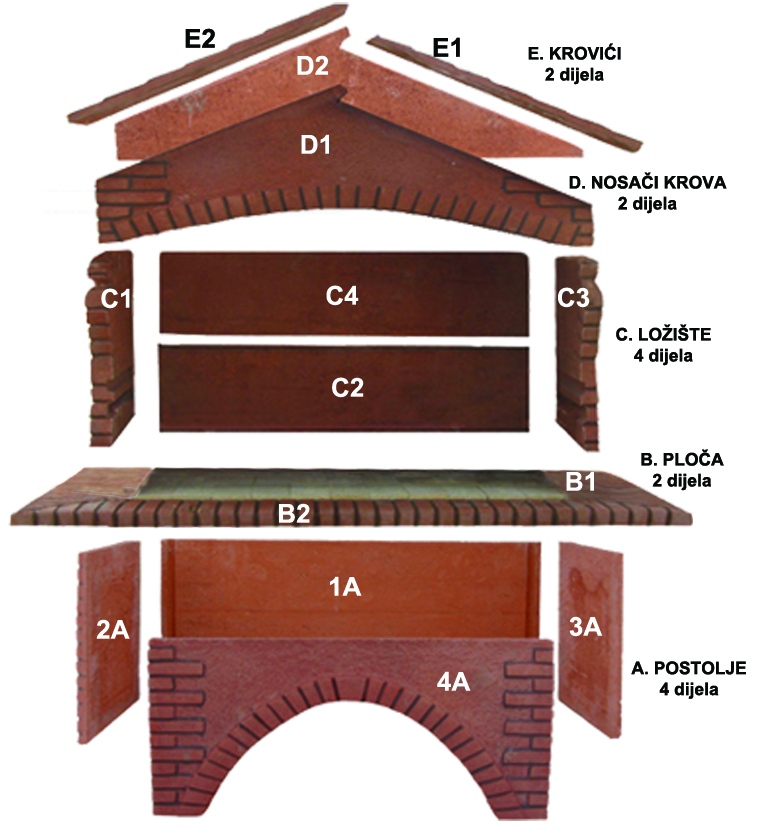 E2
E1
E. KROVIĆI
2 dijela
D2
D1
D. NOSAČI KROVA
2 dijela
C1
C4
C3
C. LOŽIŠTE
4 dijela
C2
B. PLOČA
2 dijela
B1
B2
1A
2A
3A
4A
A. POSTOLJE
4 dijela